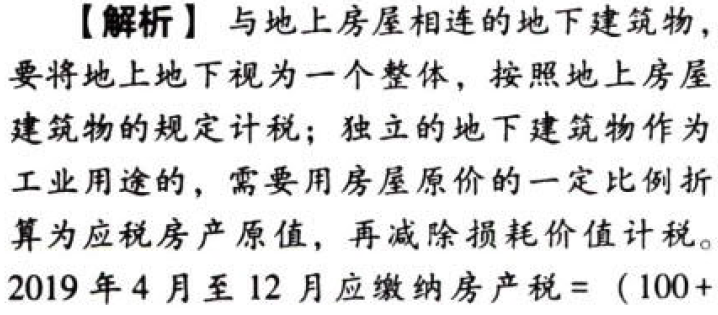 【解析】 与地上房屋相连的地下建筑物，
要将地上地下视为一个整体，按照地上房屋
建筑物的规定计税；独立的地下建筑物作为
工业用途的，需要用房屋原价的一定比例折
算为应税房产原值，再减除损耗价值计税。
2019 年 4 月至 12 月应缴纳房产税 = （100+